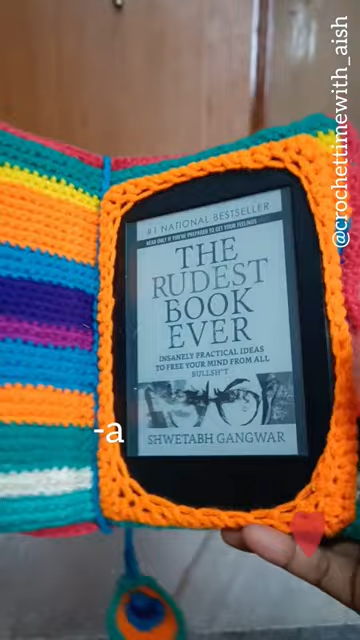 @crochettimewith_aish
#1 NATIONAL BESTSELLER
READ ONLY IF YOU'VE PREPARED TO GET YOUR FEELINGS
THE
RUDEST
BOOK
EVER
INSANELY PRACTICAL IDEAS
TO FREE YOUR MIND FROM ALL
BULLSH*T
SHWETABH GANGWAR
-a